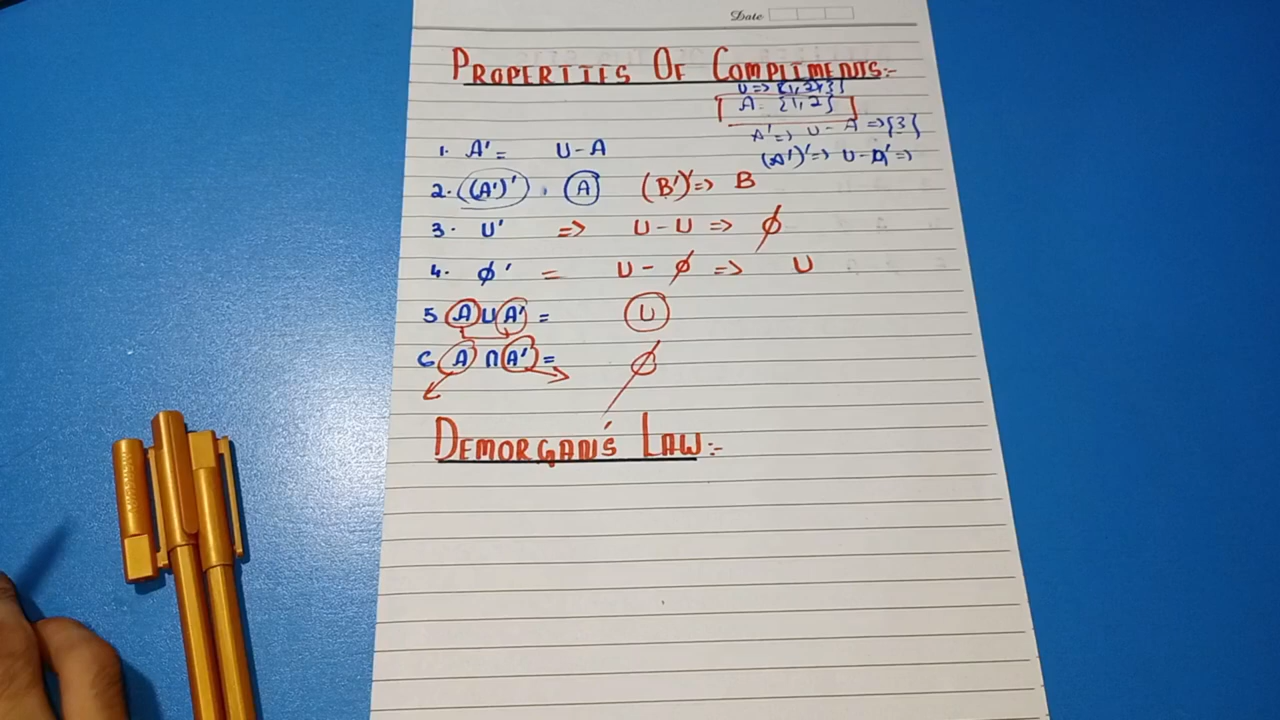 Date
PROPERTIES OF COMPLIMENTS:-
U => {1,2,3}
A = {1,2}
A' => U - A => {3}
(A')' => U - A' =>
1. A' = U - A
2. (A')' = A (B')' => B
3. U' => U - U => ϕ
4. ϕ' = U - ϕ => U
5 A U A' = U
6 A ∩ A' = ϕ
DEMORGAN'S LAW:-